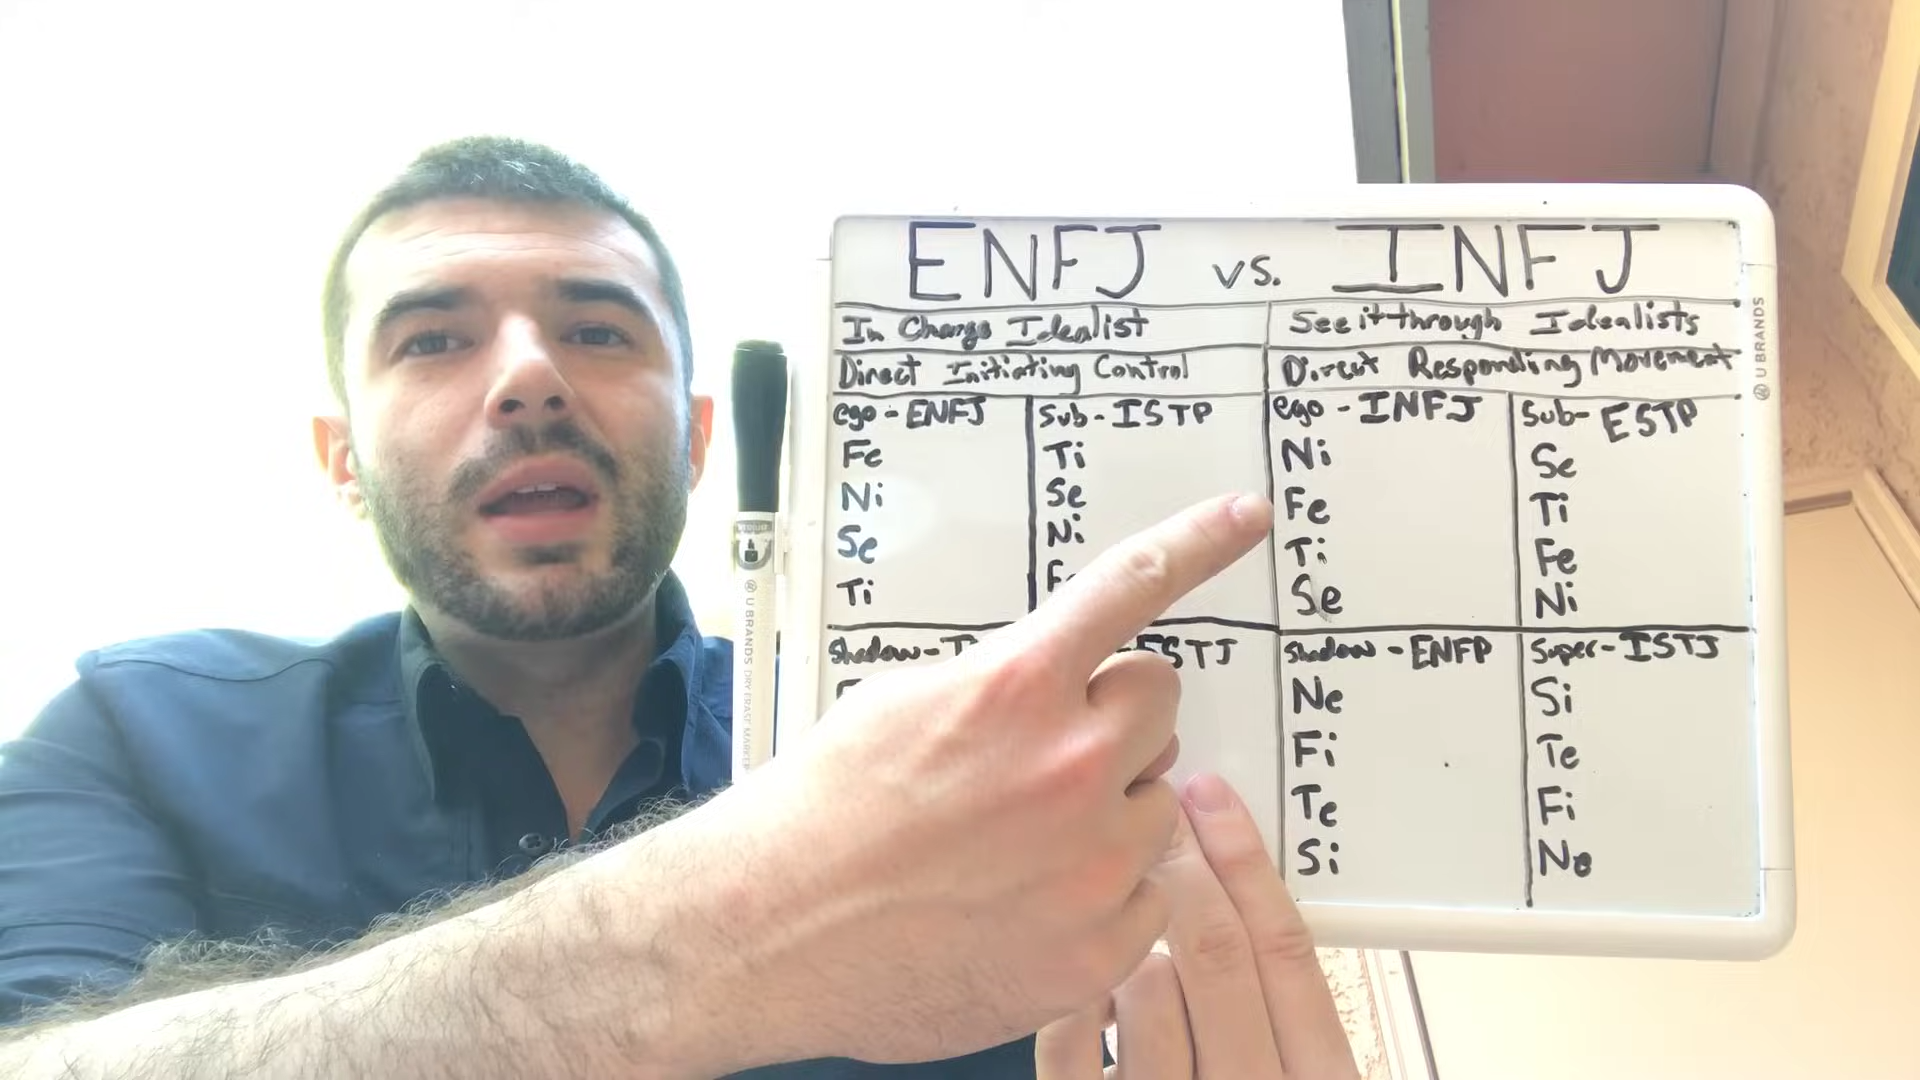 ENFJ vs. INFJ
In Charge Idealist
See it through Idealists
Direct Initiating Control
Direct Responding Movement
ego - ENFJ
Fe
Ni
Se
Ti
Sub - ISTP
Ti
Se
Ni
ego - INFJ
Ni
Fe
Ti
Se
Sub - ESTP
Se
Ti
Fe
Ni
Shadow -
ESTJ
Shadow - ENFP
Ne
Fi
Te
Si
Super - ISTJ
Si
Te
Fi
Ne
U BRANDS
U BRANDS DRY ERASE MARKER